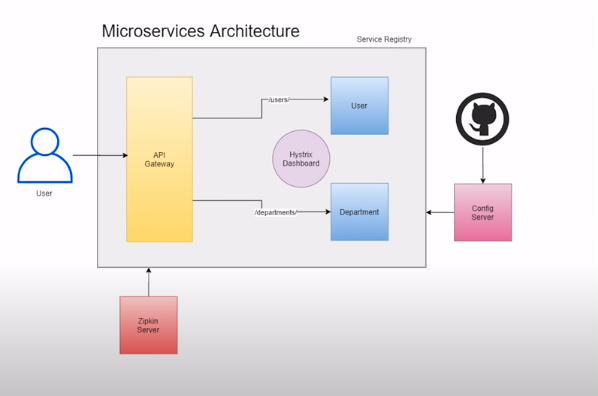 Microservices Architecture
Service Registry
/users/
User
API
Gateway
Hystrix
Dashboard
User
/departments/
Department
Config
Server
Zipkin
Server